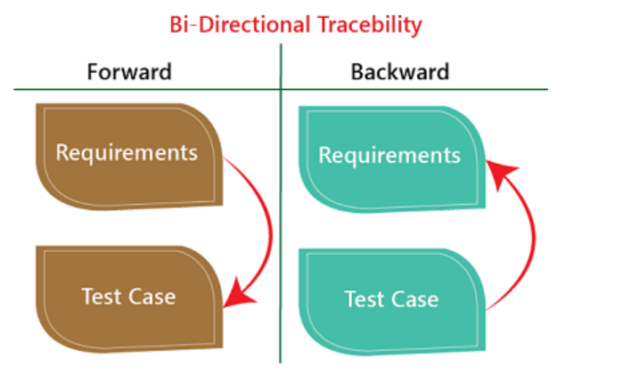 Bi-Directional Tracebility
Forward
Backward
Requirements
Requirements
Test Case
Test Case